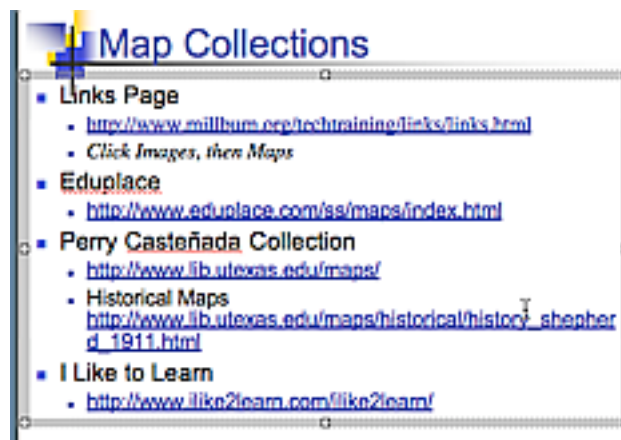 Map Collections
Links Page
http://www.millburn.org/techtraining/links/links.html
Click Images, then Maps
Eduplace
http://www.eduplace.com/ss/maps/index.html
Perry Casteñada Collection
http://www.lib.utexas.edu/maps/
Historical Maps
http://www.lib.utexas.edu/maps/historical/history_shepher
d_1911.html
I Like to Learn
http://www.ilike2learn.com/ilike2learn/